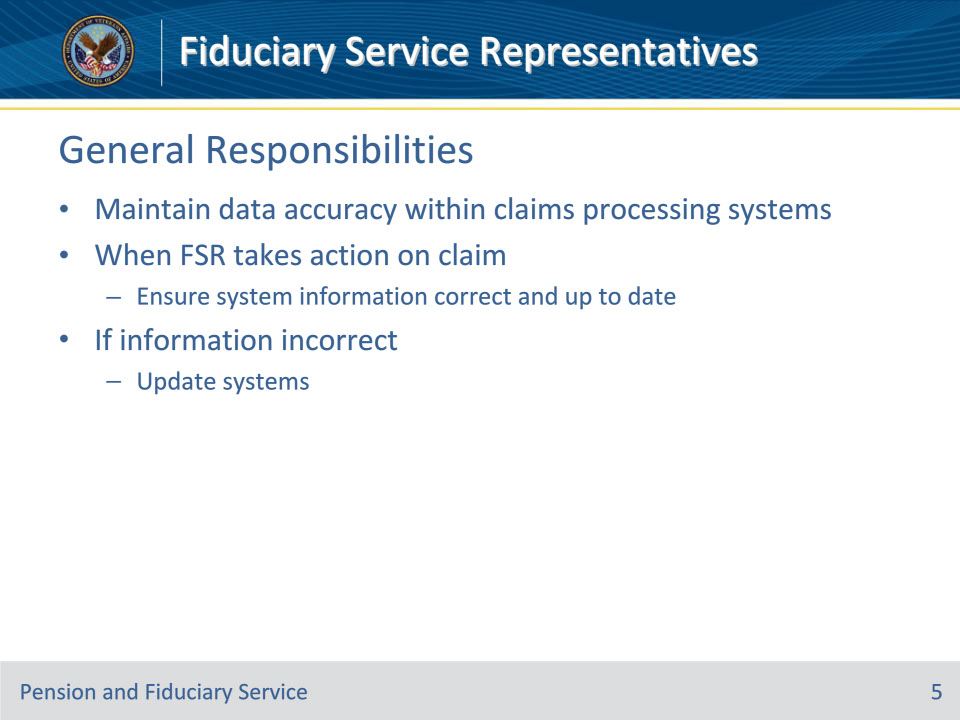 Fiduciary Service Representatives
General Responsibilities
• Maintain data accuracy within claims processing systems
• When FSR takes action on claim
– Ensure system information correct and up to date
• If information incorrect
– Update systems
Pension and Fiduciary Service
5